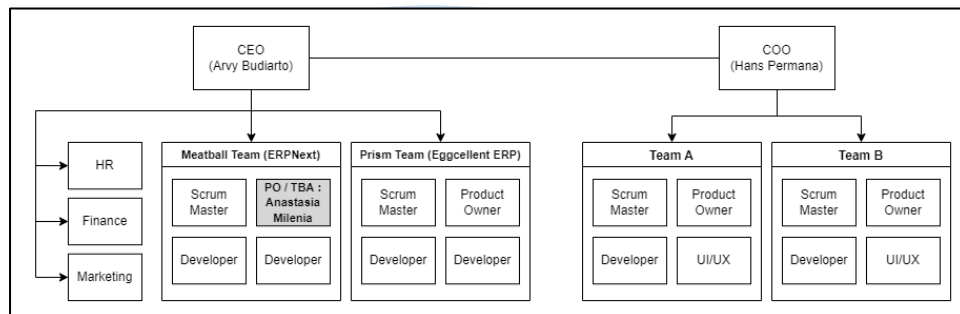 CEO
(Arvy Budiarto)
COO
(Hans Permana)
HR
Finance
Marketing
Meatball Team (ERPNext)
Scrum
Master
PO / TBA :
Anastasia
Milenia
Developer
Developer
Prism Team (Eggcellent ERP)
Scrum
Master
Product
Owner
Developer
Developer
Team A
Scrum
Master
Product
Owner
Developer
UI/UX
Team B
Scrum
Master
Product
Owner
Developer
UI/UX